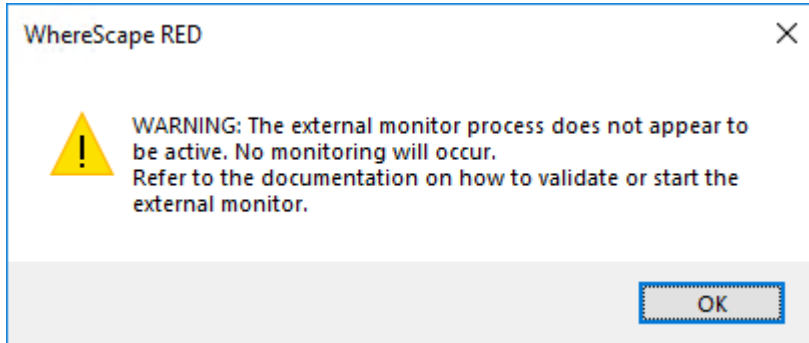 WhereScape RED
WARNING: The external monitor process does not appear to
be active. No monitoring will occur.
Refer to the documentation on how to validate or start the
external monitor.
OK